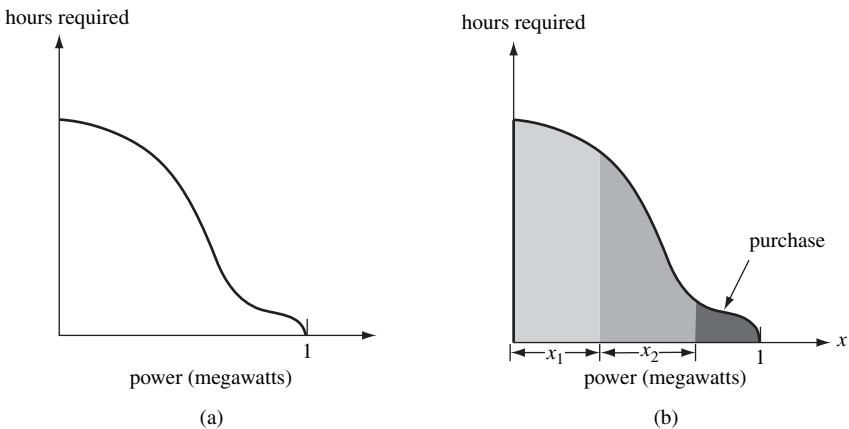 hours required
1
power (megawatts)
(a)
hours required
purchase
x
x₁
x₂
1
power (megawatts)
(b)